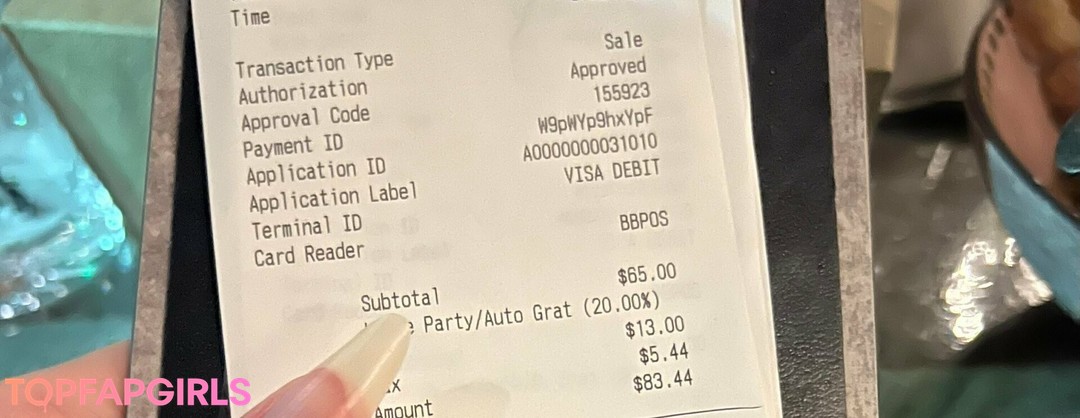 Time
Transaction Type Sale
Authorization Approved
Approval Code 155923
Payment ID W9pWYp9hxYpF
Application ID A0000000031010
Application Label VISA DEBIT
Terminal ID
Card Reader BBPOS
Subtotal $65.00
Party/Auto Grat (20.00%)
$13.00
$5.44
Amount $83.44
TOPFAPGIRLS